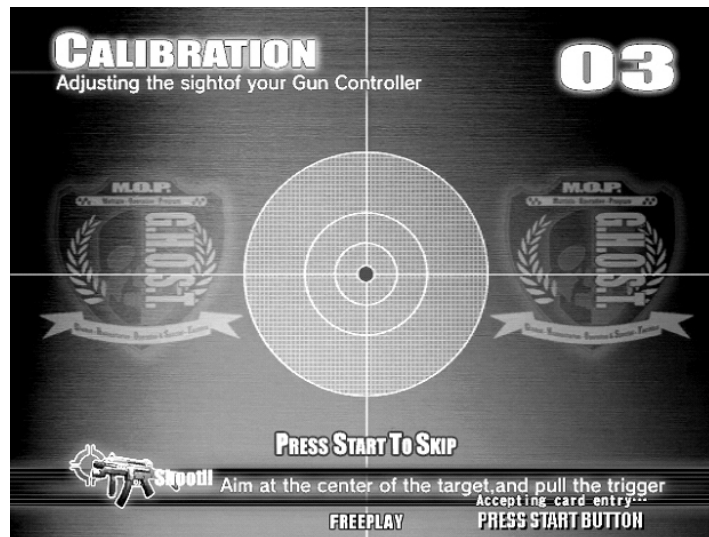 CALIBRATION
03
Adjusting the sightof your Gun Controller
M.O.P.
G.H.O.S.T.
M.O.P.
G.H.O.S.T.
PRESS START TO SKIP
Shoot!!
Aim at the center of the target,and pull the trigger
Accepting card entry...
FREEPLAY
PRESS START BUTTON